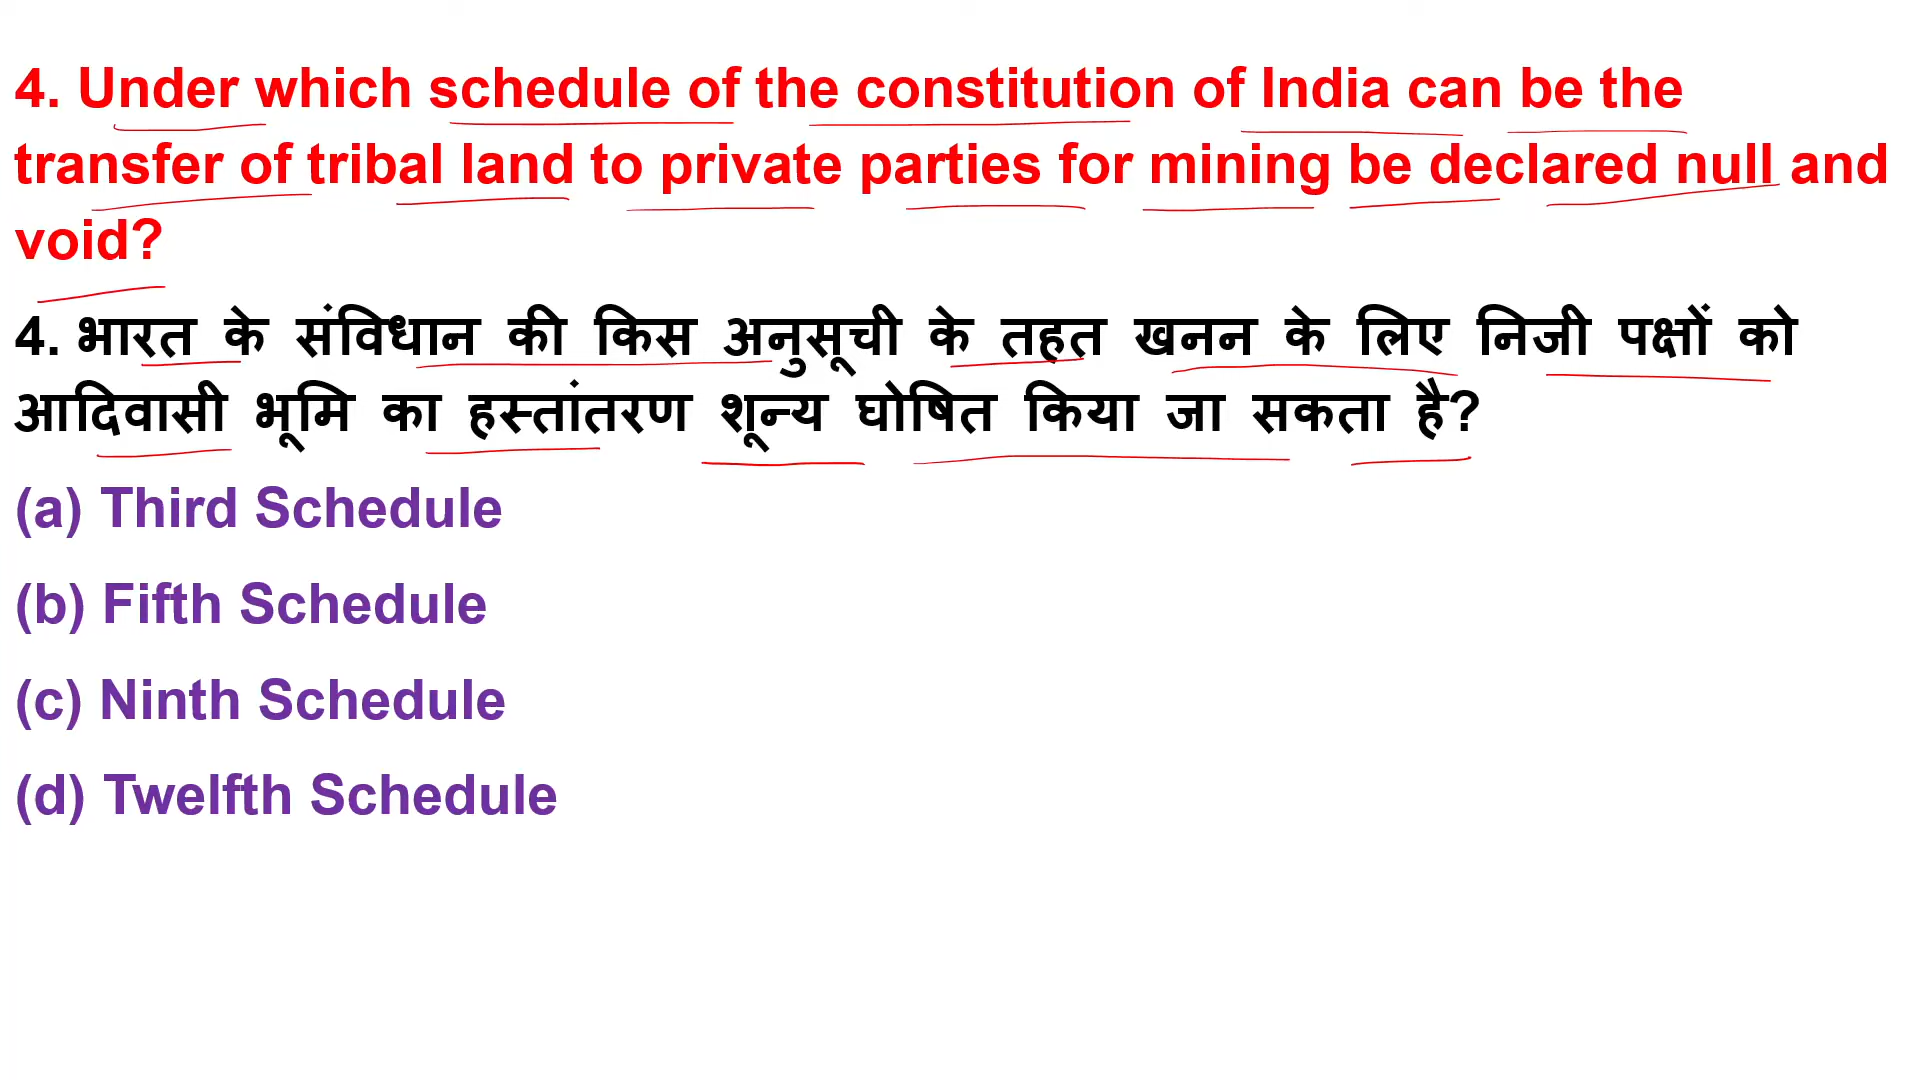 4. Under which schedule of the constitution of India can be the
transfer of tribal land to private parties for mining be declared null and
void?
4. भारत के संविधान की किस अनुसूची के तहत खनन के लिए निजी पक्षों को
आदिवासी भूमि का हस्तांतरण शून्य घोषित किया जा सकता है?
(a) Third Schedule
(b) Fifth Schedule
(c) Ninth Schedule
(d) Twelfth Schedule